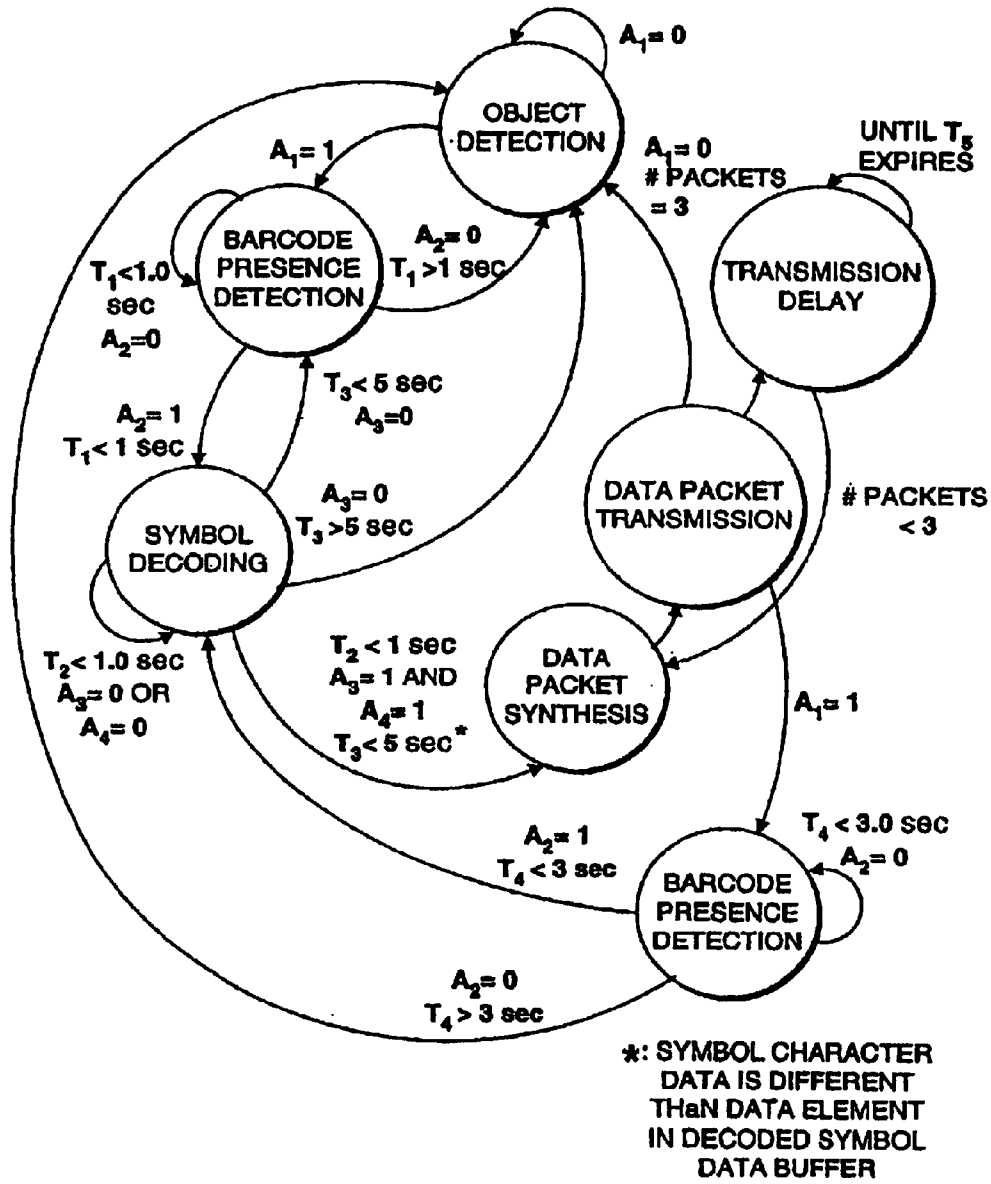 A₁= 0
OBJECT
DETECTION
A₁= 1
A₁= 0
# PACKETS
= 3
UNTIL T₅
EXPIRES
BARCODE
PRESENCE
DETECTION
A₂= 0
T₁ >1 sec
TRANSMISSION
DELAY
T₁<1.0
sec
A₂=0
T₃< 5 sec
A₃=0
A₂= 1
T₁< 1 sec
SYMBOL
DECODING
A₃= 0
T₃ >5 sec
DATA PACKET
TRANSMISSION
# PACKETS
< 3
T₂< 1.0 sec
A₃= 0 OR
A₄= 0
T₂ < 1 sec
A₃= 1 AND
A₄= 1
T₃< 5 sec*
DATA
PACKET
SYNTHESIS
A₁= 1
A₂= 1
T₄ < 3 sec
T₄ < 3.0 sec
A₂= 0
BARCODE
PRESENCE
DETECTION
A₂= 0
T₄ > 3 sec
*: SYMBOL CHARACTER
DATA IS DIFFERENT
THaN DATA ELEMENT
IN DECODED SYMBOL
DATA BUFFER